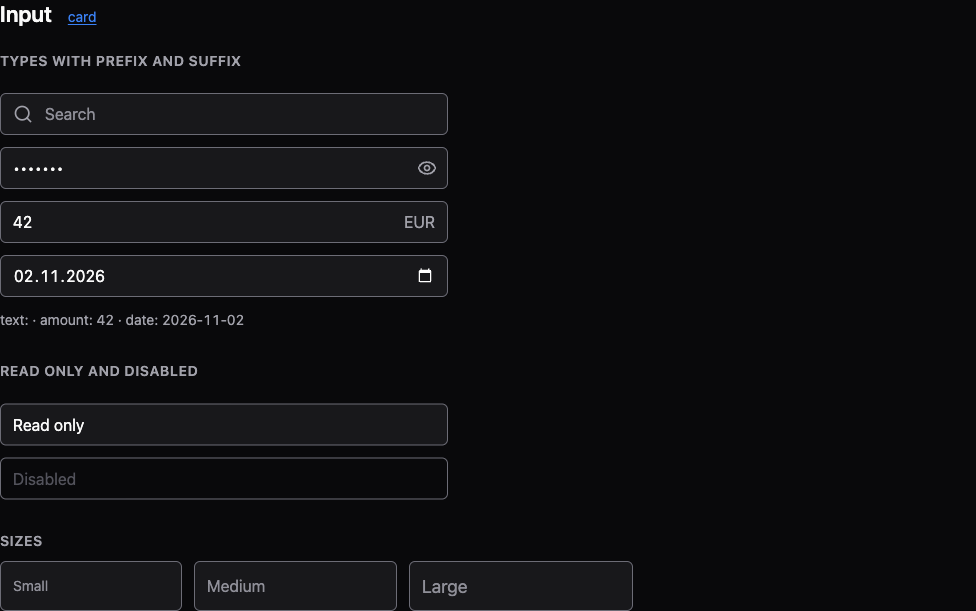 Input card
TYPES WITH PREFIX AND SUFFIX
Search
•••••••
42 EUR
02.11.2026
text: · amount: 42 · date: 2026-11-02
READ ONLY AND DISABLED
Read only
Disabled
SIZES
Small Medium Large